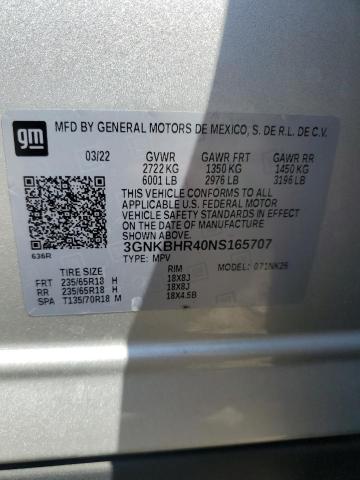 gm
MFD BY GENERAL MOTORS DE MEXICO, S. DE R.L. DE C.V.
03/22 GVWR GAWR FRT GAWR RR
2722 KG 1350 KG 1450 KG
6001 LB 2976 LB 3196 LB
THIS VEHICLE CONFORMS TO ALL
APPLICABLE U.S. FEDERAL MOTOR
VEHICLE SAFETY STANDARDS IN EFFECT
ON THE DATE OF MANUFACTURE
SHOWN ABOVE.
3GNKBHR40NS165707
636R TYPE: MPV MODEL: 071NK26
TIRE SIZE RIM
FRT 235/65R18 H 18X8J
RR 235/65R18 H 18X8J
SPA T135/70R18 M 18X4.5B